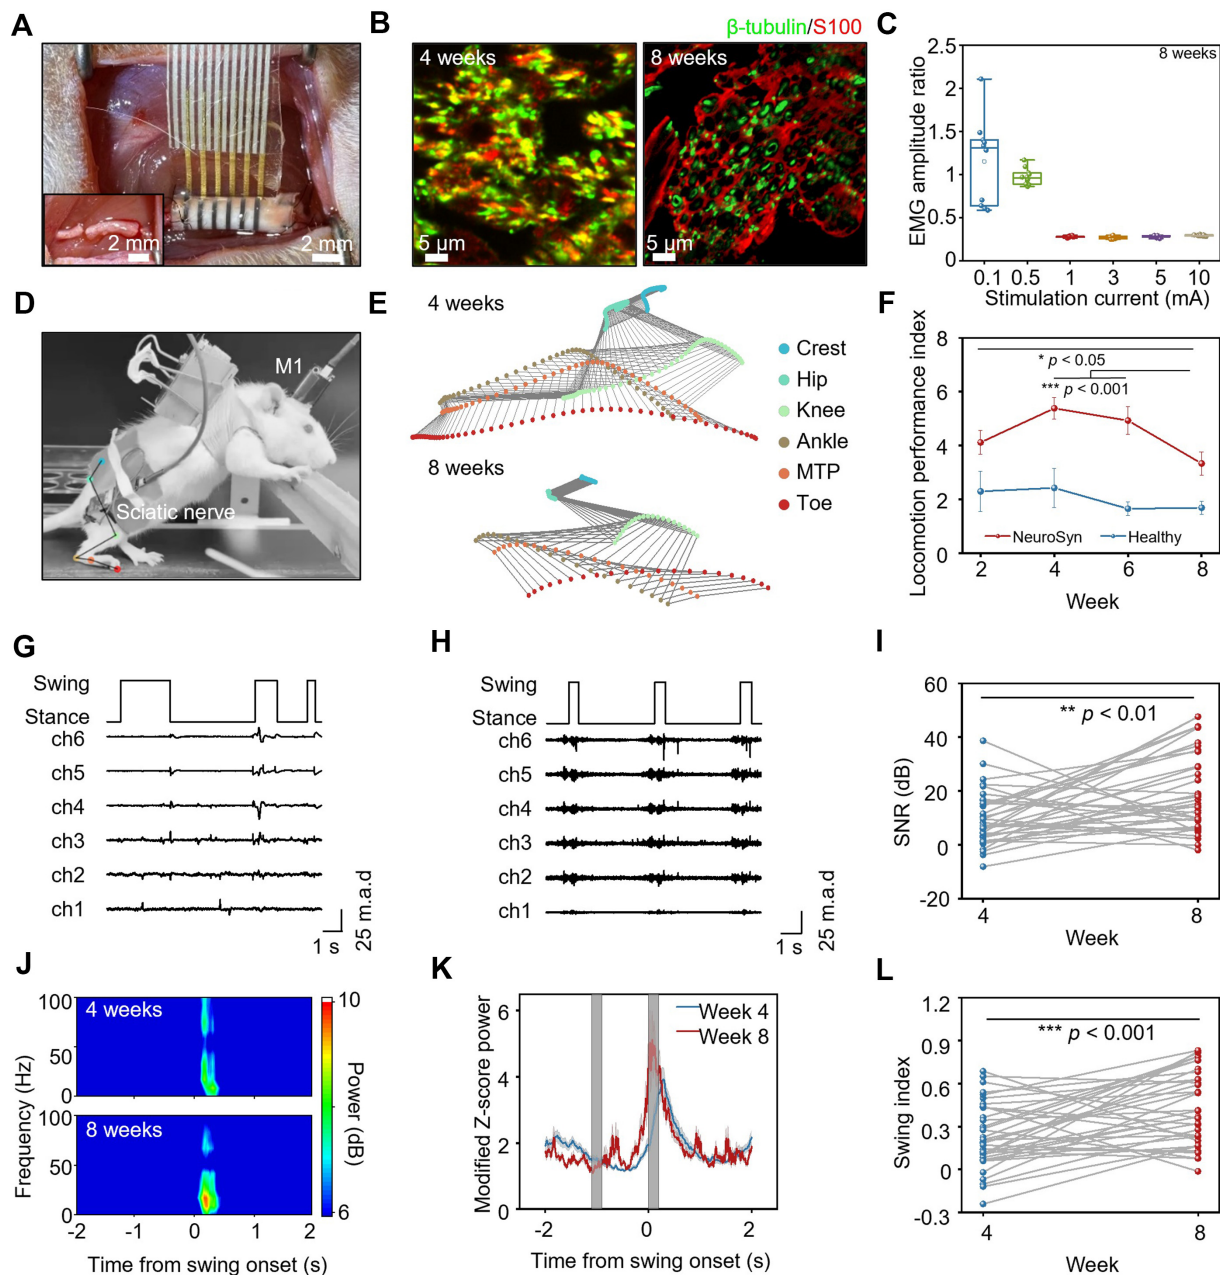 A
2 mm
2 mm
B
β-tubulin/S100
4 weeks
5 µm
8 weeks
5 µm
C
8 weeks
EMG amplitude ratio
2.5
2
1.5
1
0.5
0
0.1 0.5 1 3 5 10
Stimulation current (mA)
D
M1
Sciatic nerve
E
4 weeks
8 weeks
Crest
Hip
Knee
Ankle
MTP
Toe
F
Locomotion performance index
8
6
4
2
0
* p < 0.05
*** p < 0.001
NeuroSyn Healthy
2 4 6 8
Week
G
Swing
Stance
ch6
ch5
ch4
ch3
ch2
ch1
1 s
25 m.a.d
H
Swing
Stance
ch6
ch5
ch4
ch3
ch2
ch1
1 s
25 m.a.d
I
SNR (dB)
60
40
20
0
-20
** p < 0.01
4 8
Week
J
Frequency (Hz)
100
50
0
4 weeks
100
50
0
8 weeks
10
6
Power (dB)
-2 -1 0 1 2
Time from swing onset (s)
K
Modified Z-score power
6
4
2
0
Week 4
Week 8
-2 0 2
Time from swing onset (s)
L
Swing index
1.2
0.9
0.6
0.3
0
-0.3
*** p < 0.001
4 8
Week